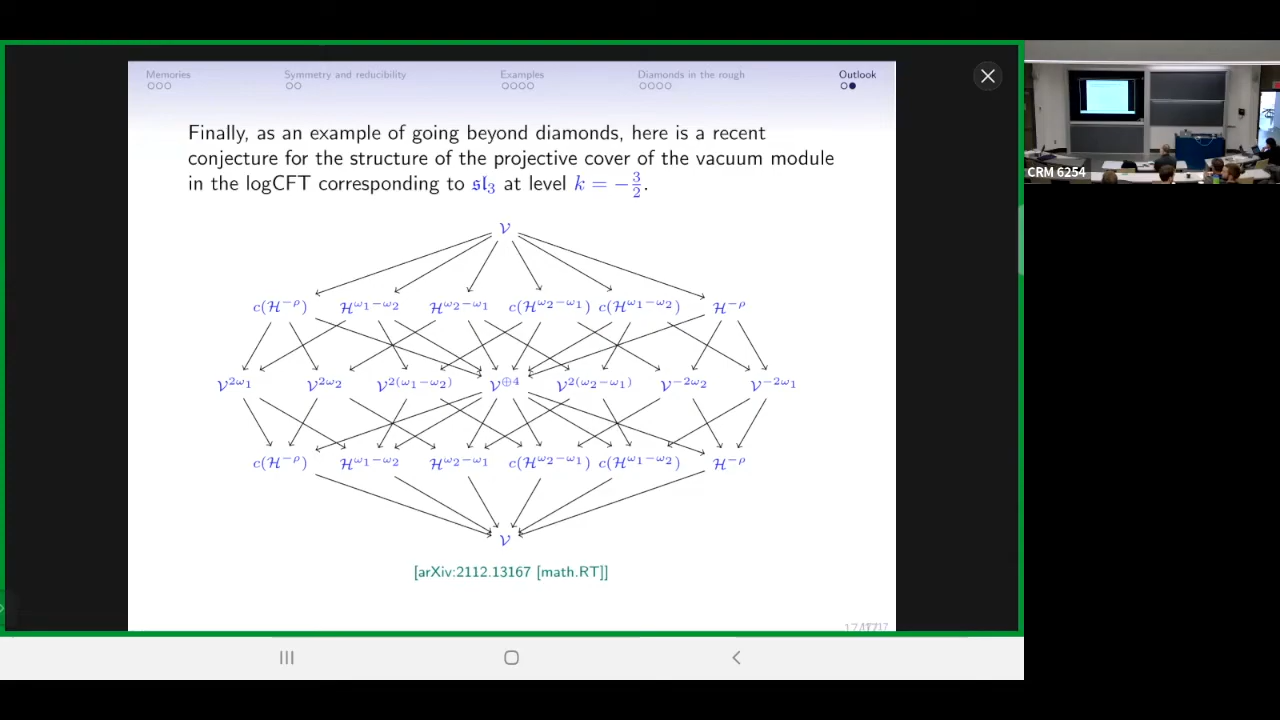 Memories Symmetry and reducibility Examples Diamonds in the rough Outlook
Finally, as an example of going beyond diamonds, here is a recent
conjecture for the structure of the projective cover of the vacuum module
in the logCFT corresponding to 𝔰𝔩₃ at level k = −3/2.
𝒱
c(ℋ^{−ρ}) ℋ^{ω₁−ω₂} ℋ^{ω₂−ω₁} c(ℋ^{ω₂−ω₁}) c(ℋ^{ω₁−ω₂}) ℋ^{−ρ}
𝒱^{2ω₁} 𝒱^{2ω₂} 𝒱^{2(ω₁−ω₂)} 𝒱^{⊕4} 𝒱^{2(ω₂−ω₁)} 𝒱^{−2ω₂} 𝒱^{−2ω₁}
c(ℋ^{−ρ}) ℋ^{ω₁−ω₂} ℋ^{ω₂−ω₁} c(ℋ^{ω₂−ω₁}) c(ℋ^{ω₁−ω₂}) ℋ^{−ρ}
𝒱
[arXiv:2112.13167 [math.RT]]
CRM 6254